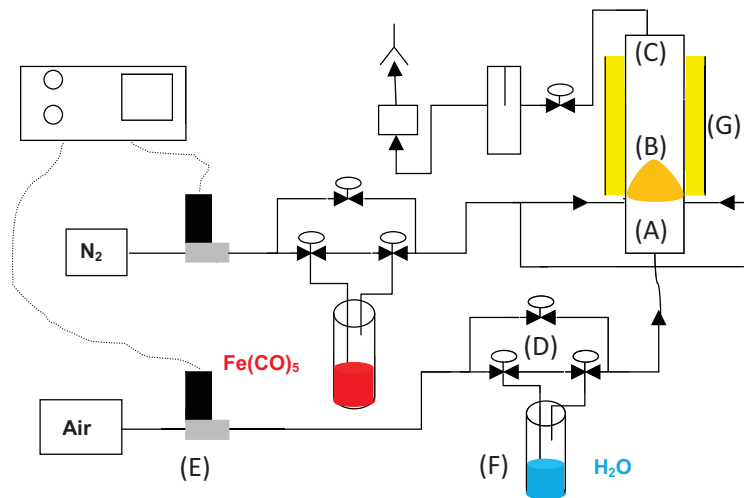 (C)
(G)
(B)
(A)
N₂
Fe(CO)₅
(D)
Air
(E)
(F)
H₂O